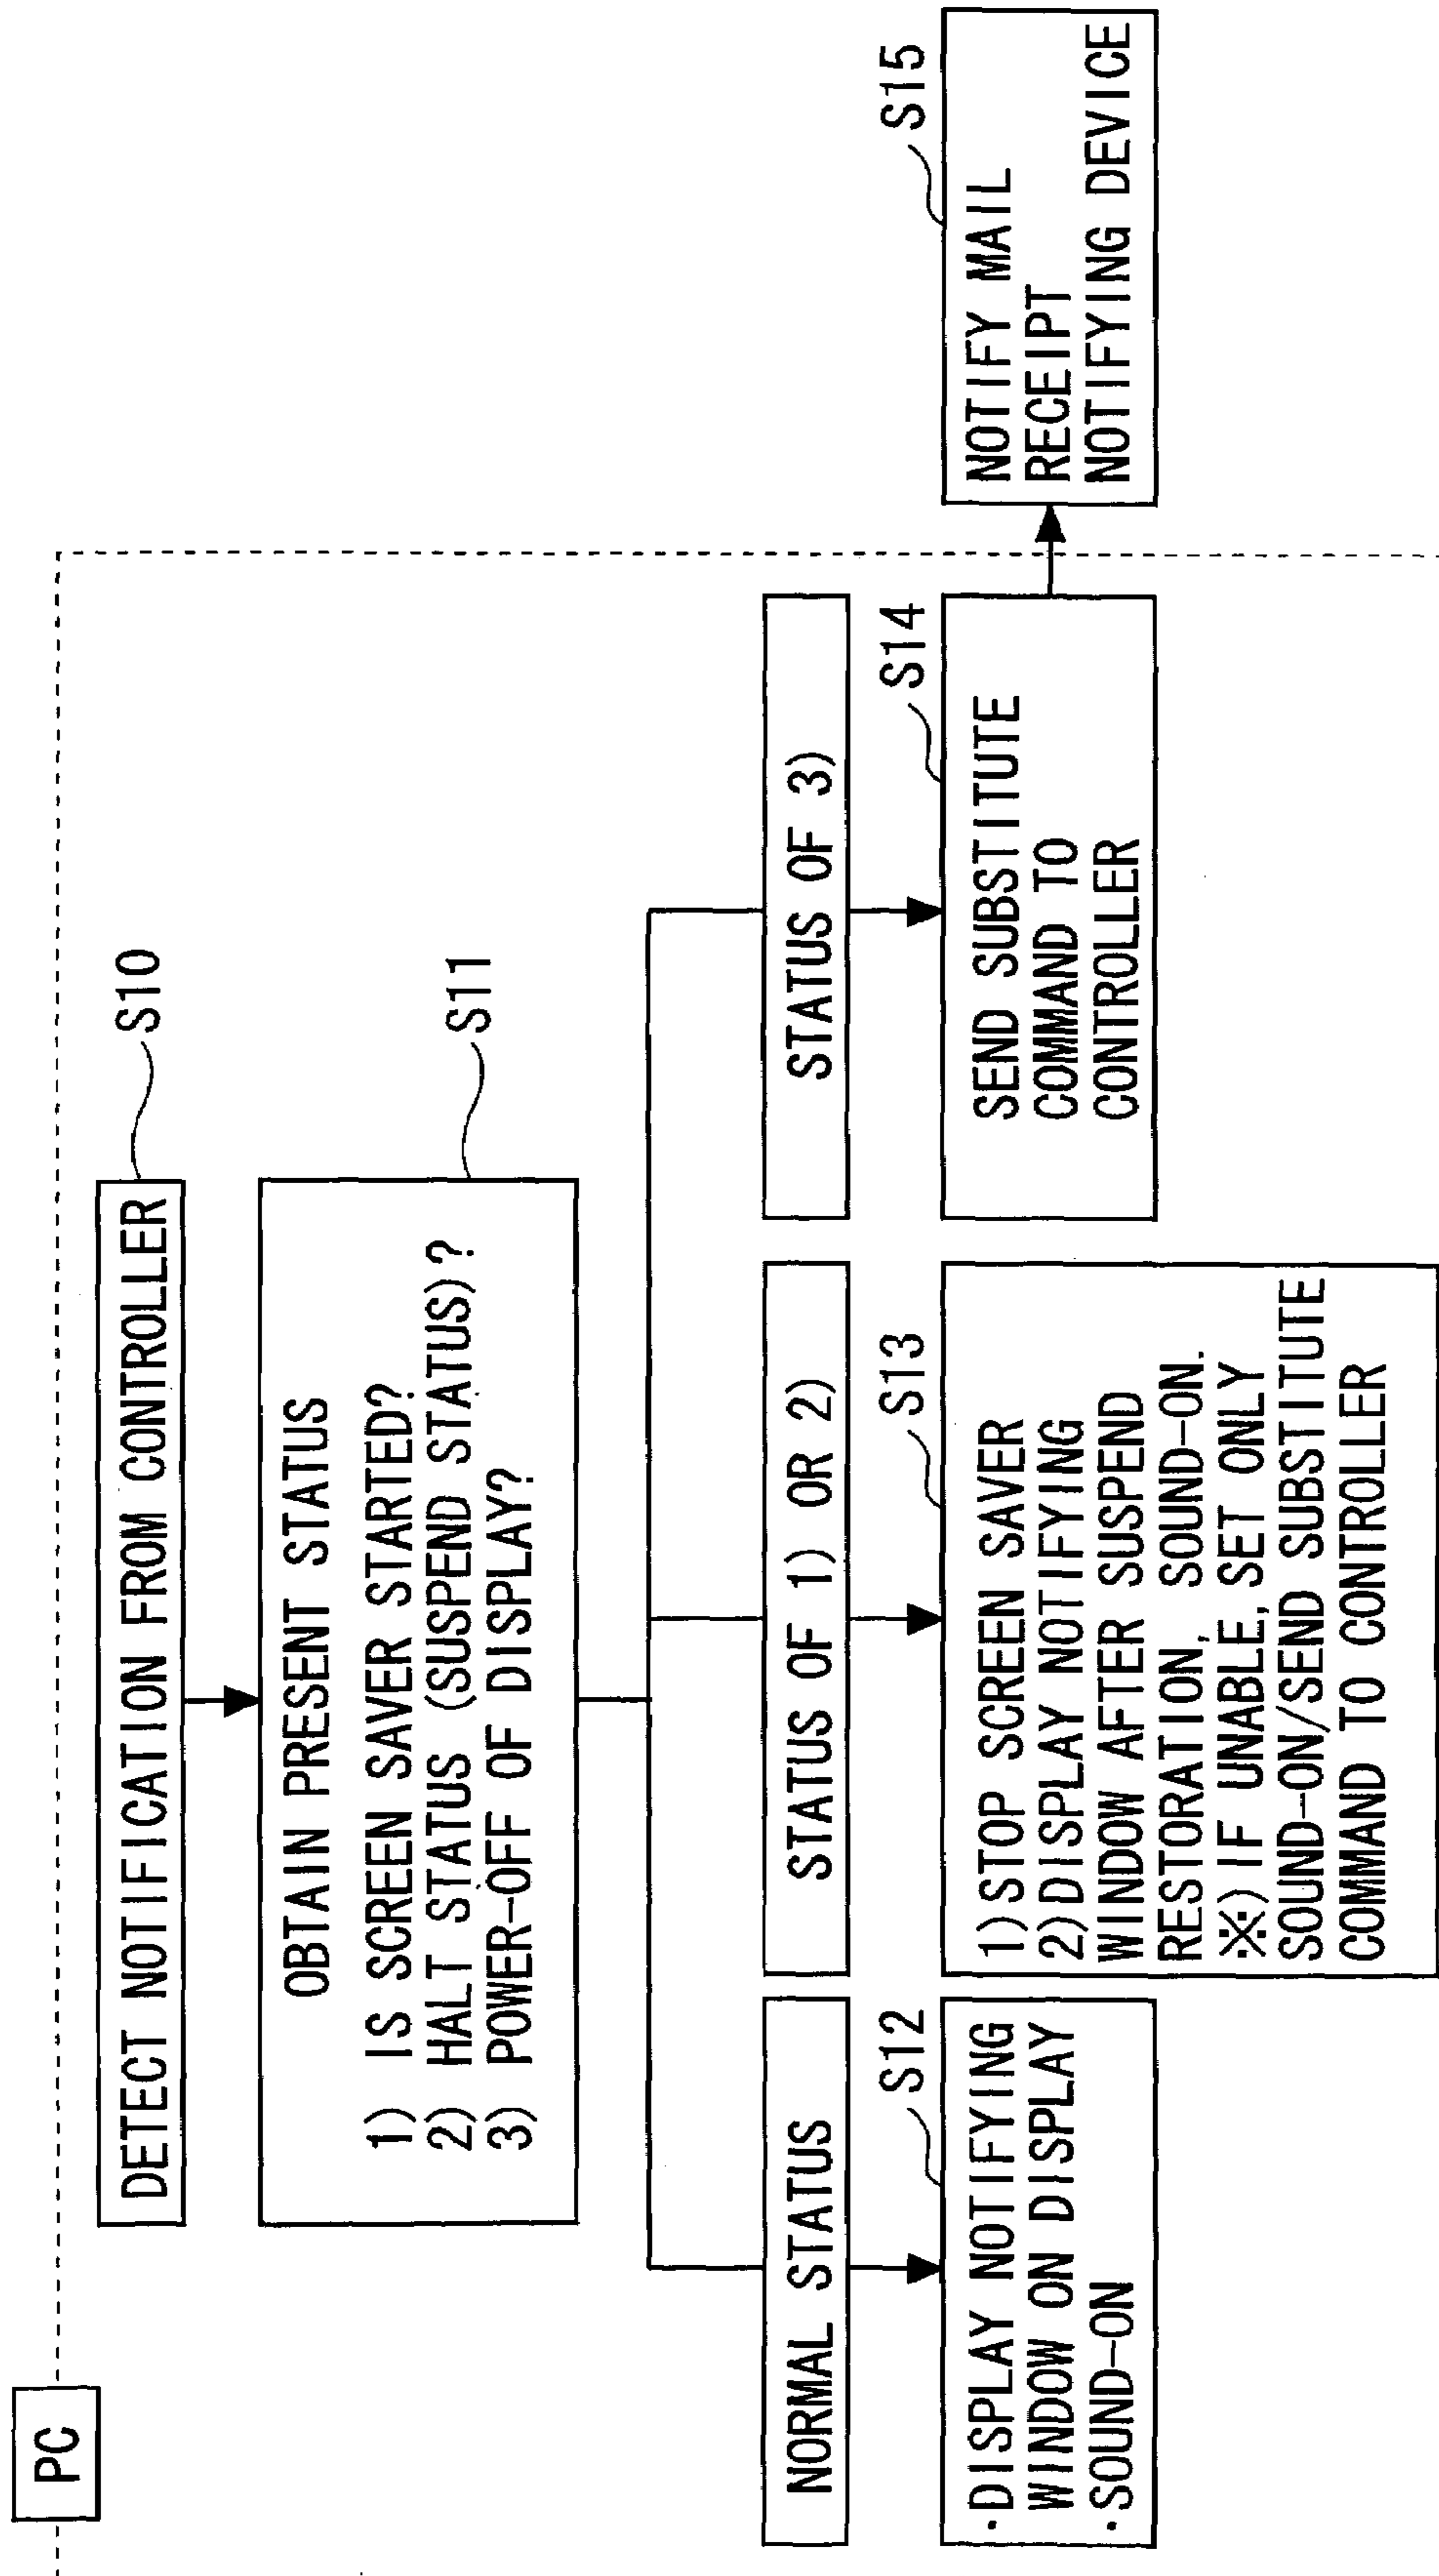 PC
DETECT NOTIFICATION FROM CONTROLLER
S10
OBTAIN PRESENT STATUS
1) IS SCREEN SAVER STARTED?
2) HALT STATUS (SUSPEND STATUS)?
3) POWER-OFF OF DISPLAY?
S11
NORMAL STATUS
S12
・DISPLAY NOTIFYING
WINDOW ON DISPLAY
・SOUND-ON
STATUS OF 1) OR 2)
S13
1)STOP SCREEN SAVER
2)DISPLAY NOTIFYING
WINDOW AFTER SUSPEND
RESTORATION, SOUND-ON.
※)IF UNABLE, SET ONLY
SOUND-ON/SEND SUBSTITUTE
COMMAND TO CONTROLLER
STATUS OF 3)
S14
SEND SUBSTITUTE
COMMAND TO
CONTROLLER
S15
NOTIFY MAIL
RECEIPT
NOTIFYING DEVICE